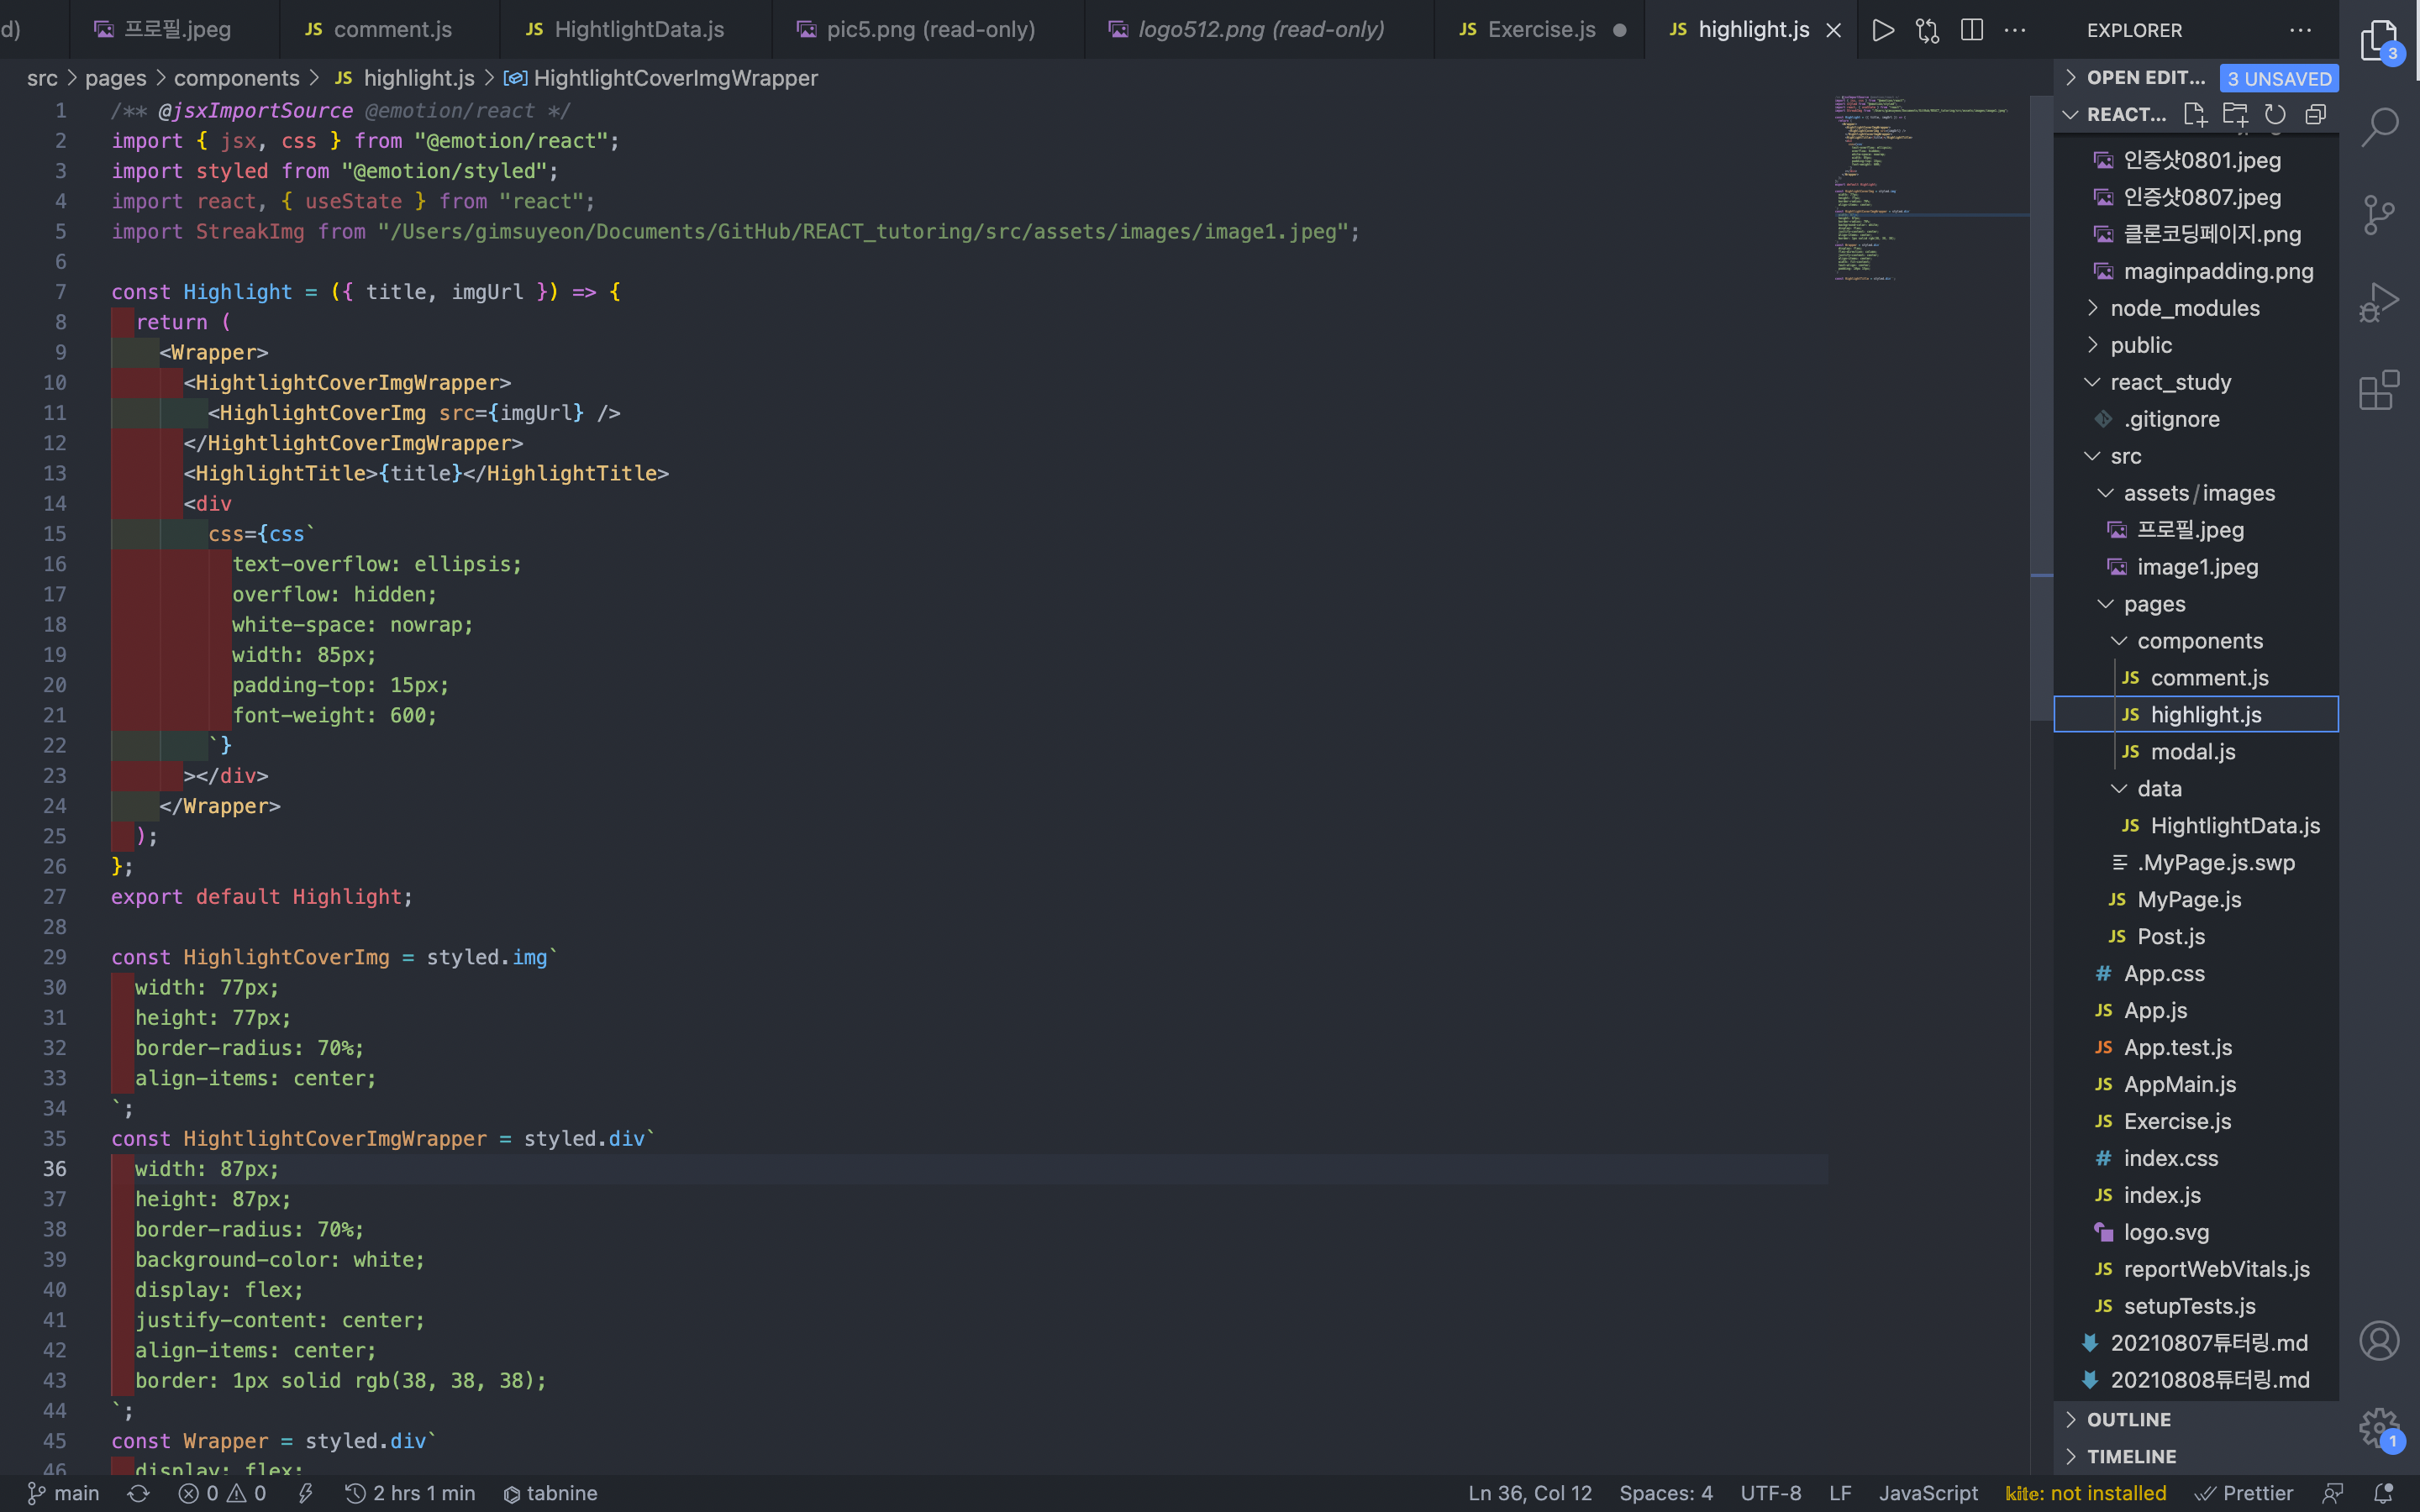 d)
프로필.jpeg
JS comment.js
JS HightlightData.js
pic5.png (read-only)
logo512.png (read-only)
JS Exercise.js
JS highlight.js
src > pages > components > JS highlight.js > HightlightCoverImgWrapper
1 /** @jsxImportSource @emotion/react */
2 import { jsx, css } from "@emotion/react";
3 import styled from "@emotion/styled";
4 import react, { useState } from "react";
5 import StreakImg from "/Users/gimsuyeon/Documents/GitHub/REACT_tutoring/src/assets/images/image1.jpeg";
6
7 const Highlight = ({ title, imgUrl }) => {
8 return (
9 <Wrapper>
10 <HightlightCoverImgWrapper>
11 <HighlightCoverImg src={imgUrl} />
12 </HightlightCoverImgWrapper>
13 <HighlightTitle>{title}</HighlightTitle>
14 <div
15 css={css`
16 text-overflow: ellipsis;
17 overflow: hidden;
18 white-space: nowrap;
19 width: 85px;
20 padding-top: 15px;
21 font-weight: 600;
22 `}
23 ></div>
24 </Wrapper>
25 );
26 };
27 export default Highlight;
28
29 const HighlightCoverImg = styled.img`
30 width: 77px;
31 height: 77px;
32 border-radius: 70%;
33 align-items: center;
34 `;
35 const HightlightCoverImgWrapper = styled.div`
36 width: 87px;
37 height: 87px;
38 border-radius: 70%;
39 background-color: white;
40 display: flex;
41 justify-content: center;
42 align-items: center;
43 border: 1px solid rgb(38, 38, 38);
44 `;
45 const Wrapper = styled.div`
46 display: flex;
EXPLORER
3
OPEN EDIT... 3 UNSAVED
REACT...
인증샷0801.jpeg
인증샷0807.jpeg
클론코딩페이지.png
maginpadding.png
node_modules
public
react_study
.gitignore
src
assets/images
프로필.jpeg
image1.jpeg
pages
components
JS comment.js
JS highlight.js
JS modal.js
data
JS HightlightData.js
.MyPage.js.swp
JS MyPage.js
JS Post.js
# App.css
JS App.js
JS App.test.js
JS AppMain.js
JS Exercise.js
# index.css
JS index.js
logo.svg
JS reportWebVitals.js
JS setupTests.js
20210807튜터링.md
20210808튜터링.md
OUTLINE
TIMELINE
1
main 0 0 2 hrs 1 min tabnine Ln 36, Col 12 Spaces: 4 UTF-8 LF JavaScript kite: not installed Prettier